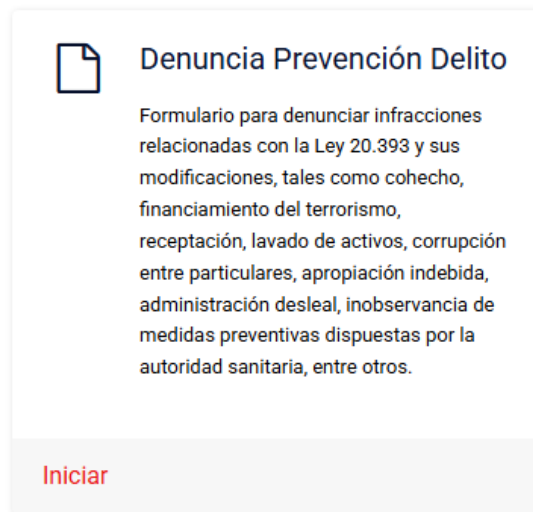 Denuncia Prevención Delito
Formulario para denunciar infracciones
relacionadas con la Ley 20.393 y sus
modificaciones, tales como cohecho,
financiamiento del terrorismo,
receptación, lavado de activos, corrupción
entre particulares, apropiación indebida,
administración desleal, inobservancia de
medidas preventivas dispuestas por la
autoridad sanitaria, entre otros.
Iniciar